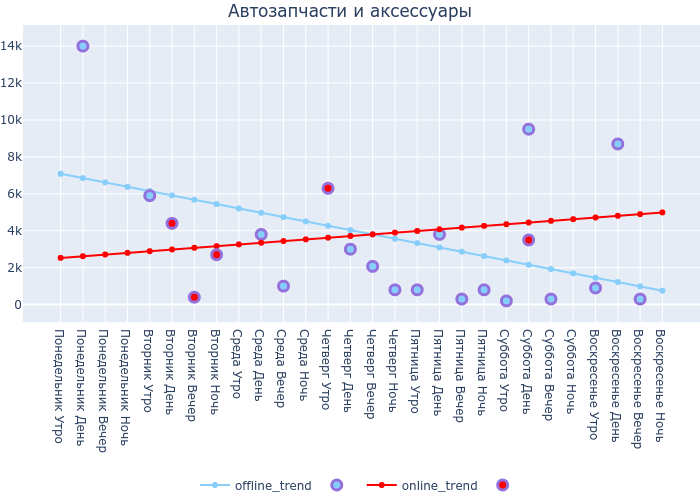 Автозапчасти и аксессуары
14k
12k
10k
8k
6k
4k
2k
0
Понедельник Утро
Понедельник День
Понедельник Вечер
Понедельник Ночь
Вторник Утро
Вторник День
Вторник Вечер
Вторник Ночь
Среда Утро
Среда День
Среда Вечер
Среда Ночь
Четверг Утро
Четверг День
Четверг Вечер
Четверг Ночь
Пятница Утро
Пятница День
Пятница Вечер
Пятница Ночь
Суббота Утро
Суббота День
Суббота Вечер
Суббота Ночь
Воскресенье Утро
Воскресенье День
Воскресенье Вечер
Воскресенье Ночь
offline_trend
online_trend